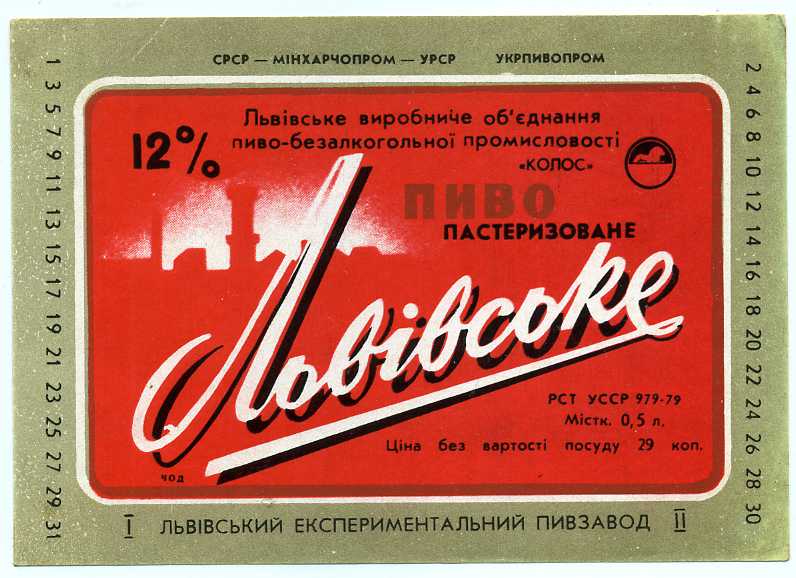 СРСР — МІНХАРЧОПРОМ — УРСР УКРПИВОПРОМ
1
3
5
7
9
11
13
15
17
19
21
23
25
27
29
31
12%
Львівське виробниче об'єднання
пиво-безалкогольної промисловості
«КОЛОС»
ПИВО
ПАСТЕРИЗОВАНЕ
Львівське
РСТ УССР 979-79
Містк. 0,5 л.
Ціна без вартості посуду 29 коп.
ЧОД
2
4
6
8
10
12
14
16
18
20
22
24
26
28
30
I ЛЬВІВСЬКИЙ ЕКСПЕРИМЕНТАЛЬНИЙ ПИВЗАВОД II